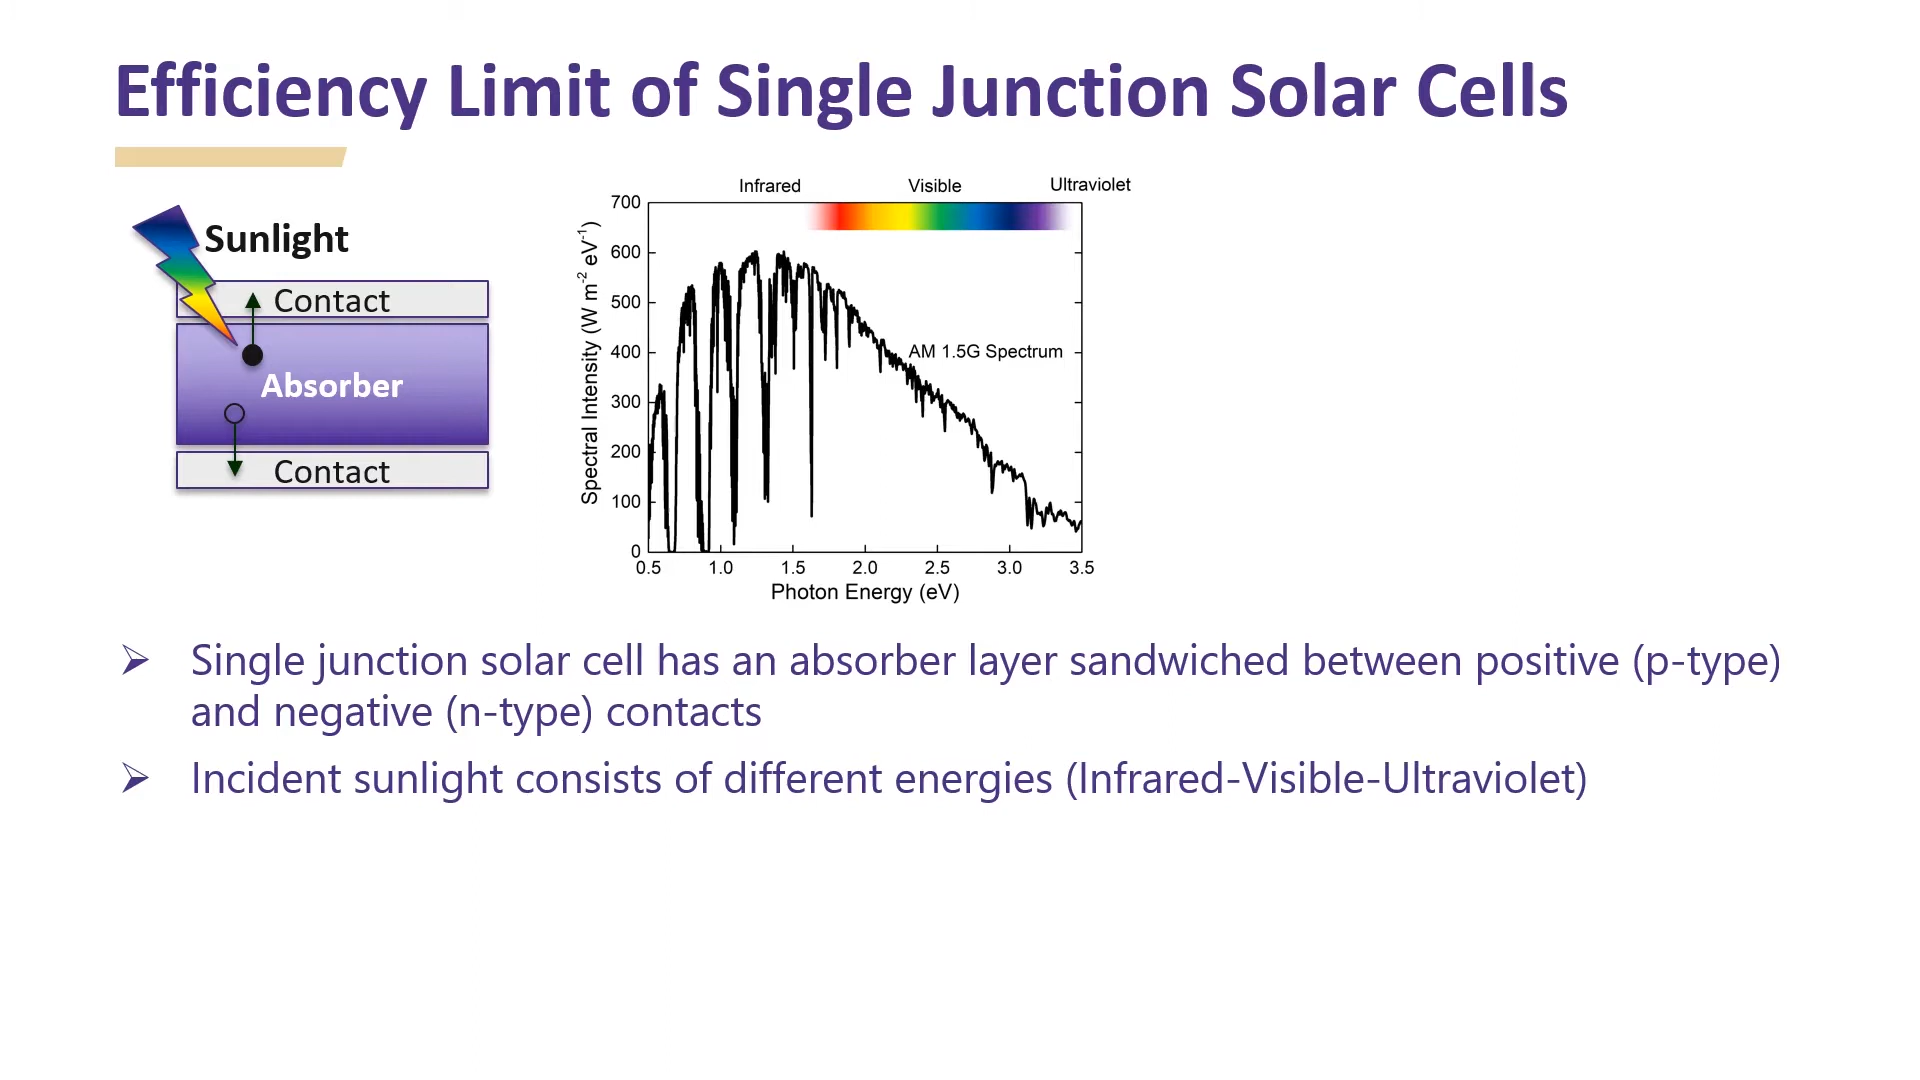 Efficiency Limit of Single Junction Solar Cells
Sunlight
Contact
Absorber
Contact
Infrared Visible Ultraviolet
700
600
500
400
300
200
100
0
Spectral Intensity (W m-2 eV-1)
AM 1.5G Spectrum
0.5 1.0 1.5 2.0 2.5 3.0 3.5
Photon Energy (eV)
➢ Single junction solar cell has an absorber layer sandwiched between positive (p-type)
and negative (n-type) contacts
➢ Incident sunlight consists of different energies (Infrared-Visible-Ultraviolet)